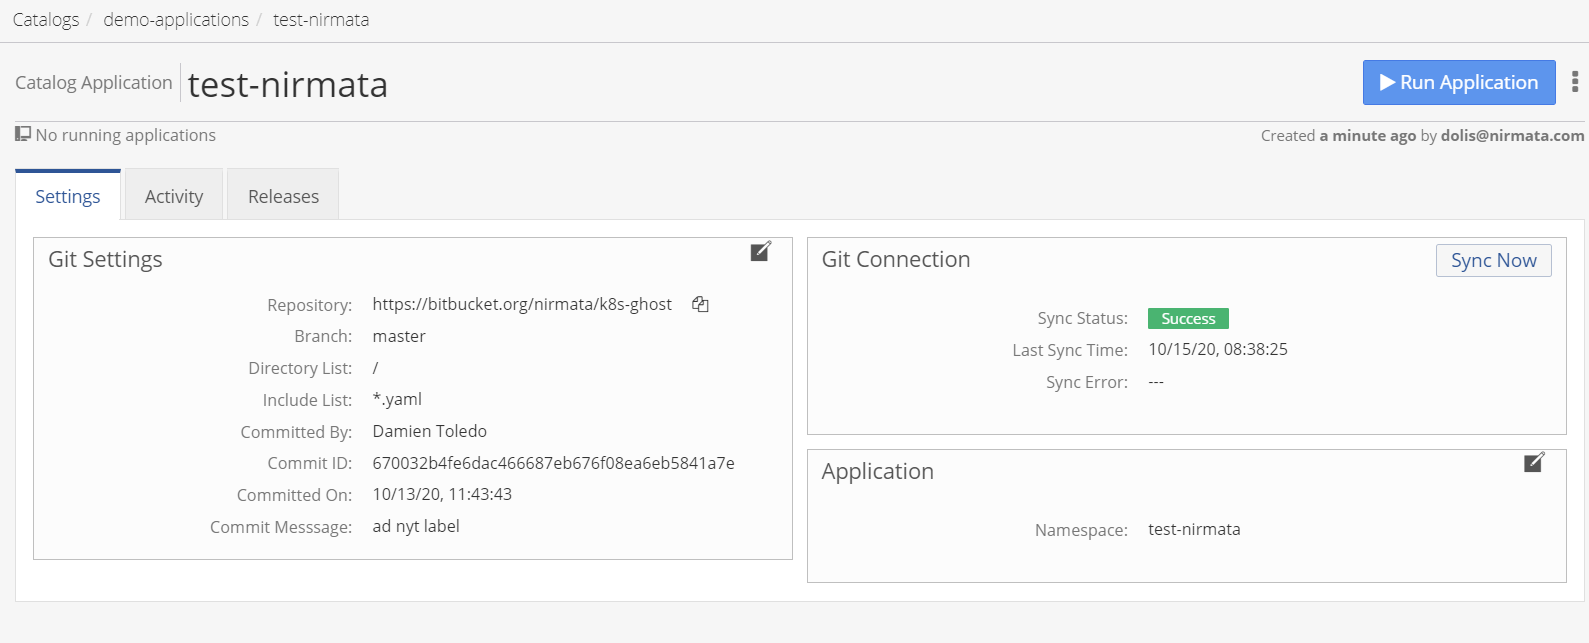 Catalogs / demo-applications / test-nirmata
Catalog Application test-nirmata
Run Application
No running applications
Created a minute ago by dolis@nirmata.com
Settings
Activity
Releases
Git Settings
Repository: https://bitbucket.org/nirmata/k8s-ghost
Branch: master
Directory List: /
Include List: *.yaml
Committed By: Damien Toledo
Commit ID: 670032b4fe6dac466687eb676f08ea6eb5841a7e
Committed On: 10/13/20, 11:43:43
Commit Messsage: ad nyt label
Git Connection
Sync Now
Sync Status: Success
Last Sync Time: 10/15/20, 08:38:25
Sync Error: ---
Application
Namespace: test-nirmata